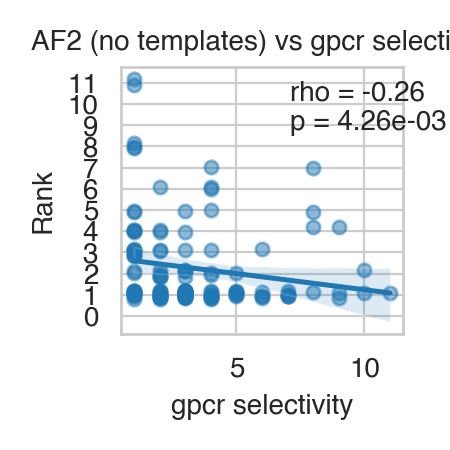 AF2 (no templates) vs gpcr selecti
rho = -0.26
p = 4.26e-03
11
10
9
8
7
6
5
4
3
2
1
0
Rank
5 10
gpcr selectivity